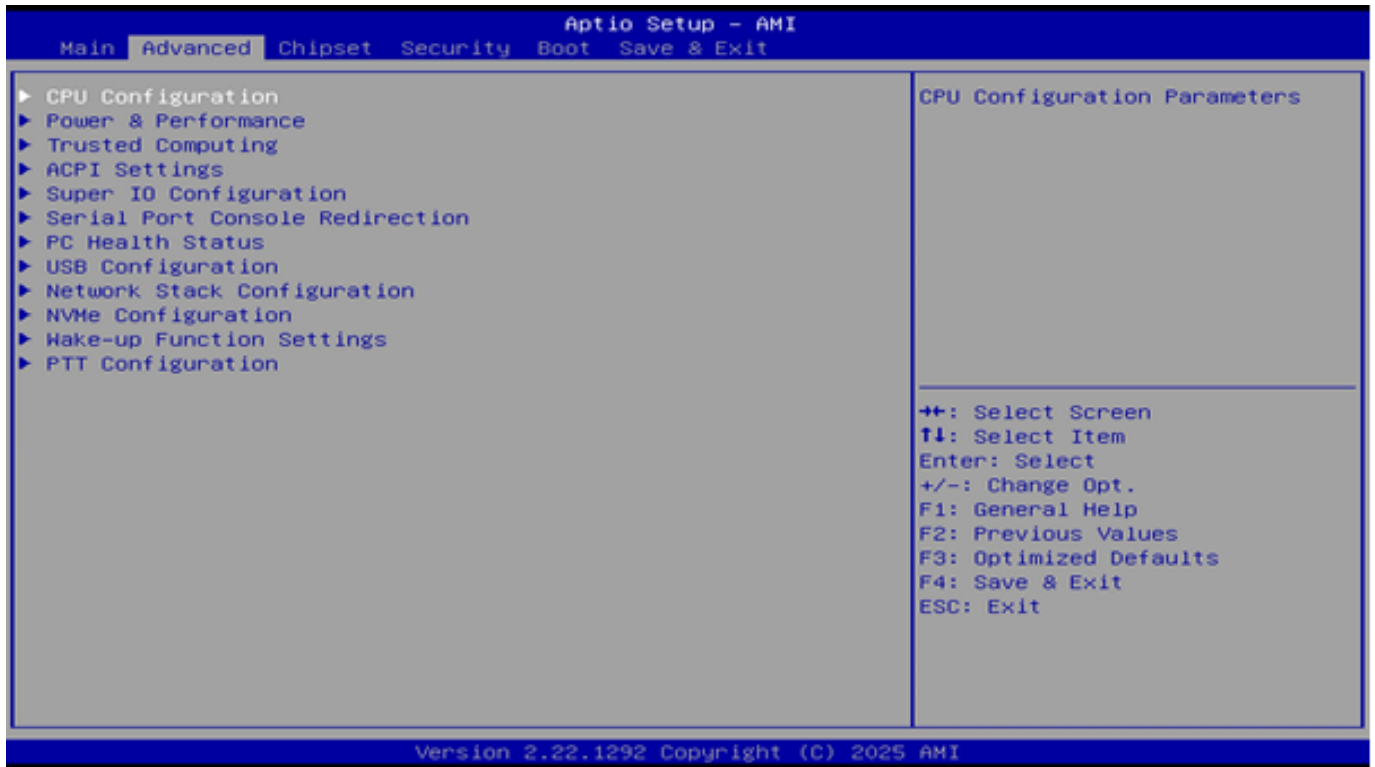 Aptio Setup – AMI
Main Advanced Chipset Security Boot Save & Exit
▶ CPU Configuration
▶ Power & Performance
▶ Trusted Computing
▶ ACPI Settings
▶ Super IO Configuration
▶ Serial Port Console Redirection
▶ PC Health Status
▶ USB Configuration
▶ Network Stack Configuration
▶ NVMe Configuration
▶ Wake-up Function Settings
▶ PTT Configuration
CPU Configuration Parameters
→←: Select Screen
↑↓: Select Item
Enter: Select
+/-: Change Opt.
F1: General Help
F2: Previous Values
F3: Optimized Defaults
F4: Save & Exit
ESC: Exit
Version 2.22.1292 Copyright (C) 2025 AMI